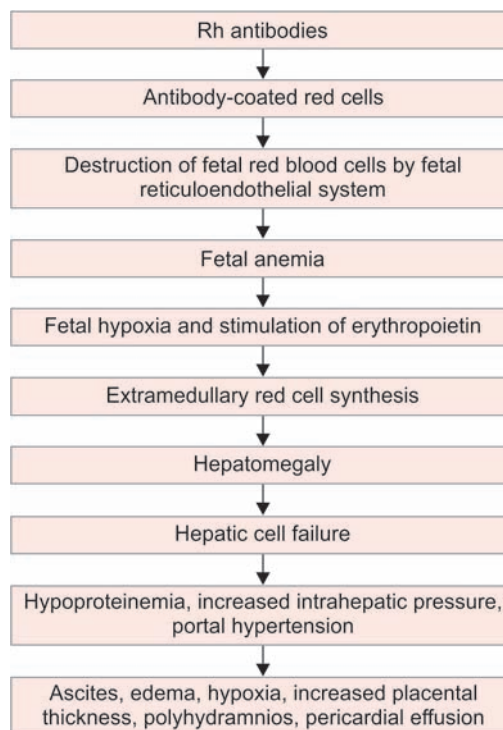 Rh antibodies
Antibody-coated red cells
Destruction of fetal red blood cells by fetal
reticuloendothelial system
Fetal anemia
Fetal hypoxia and stimulation of erythropoietin
Extramedullary red cell synthesis
Hepatomegaly
Hepatic cell failure
Hypoproteinemia, increased intrahepatic pressure,
portal hypertension
Ascites, edema, hypoxia, increased placental
thickness, polyhydramnios, pericardial effusion